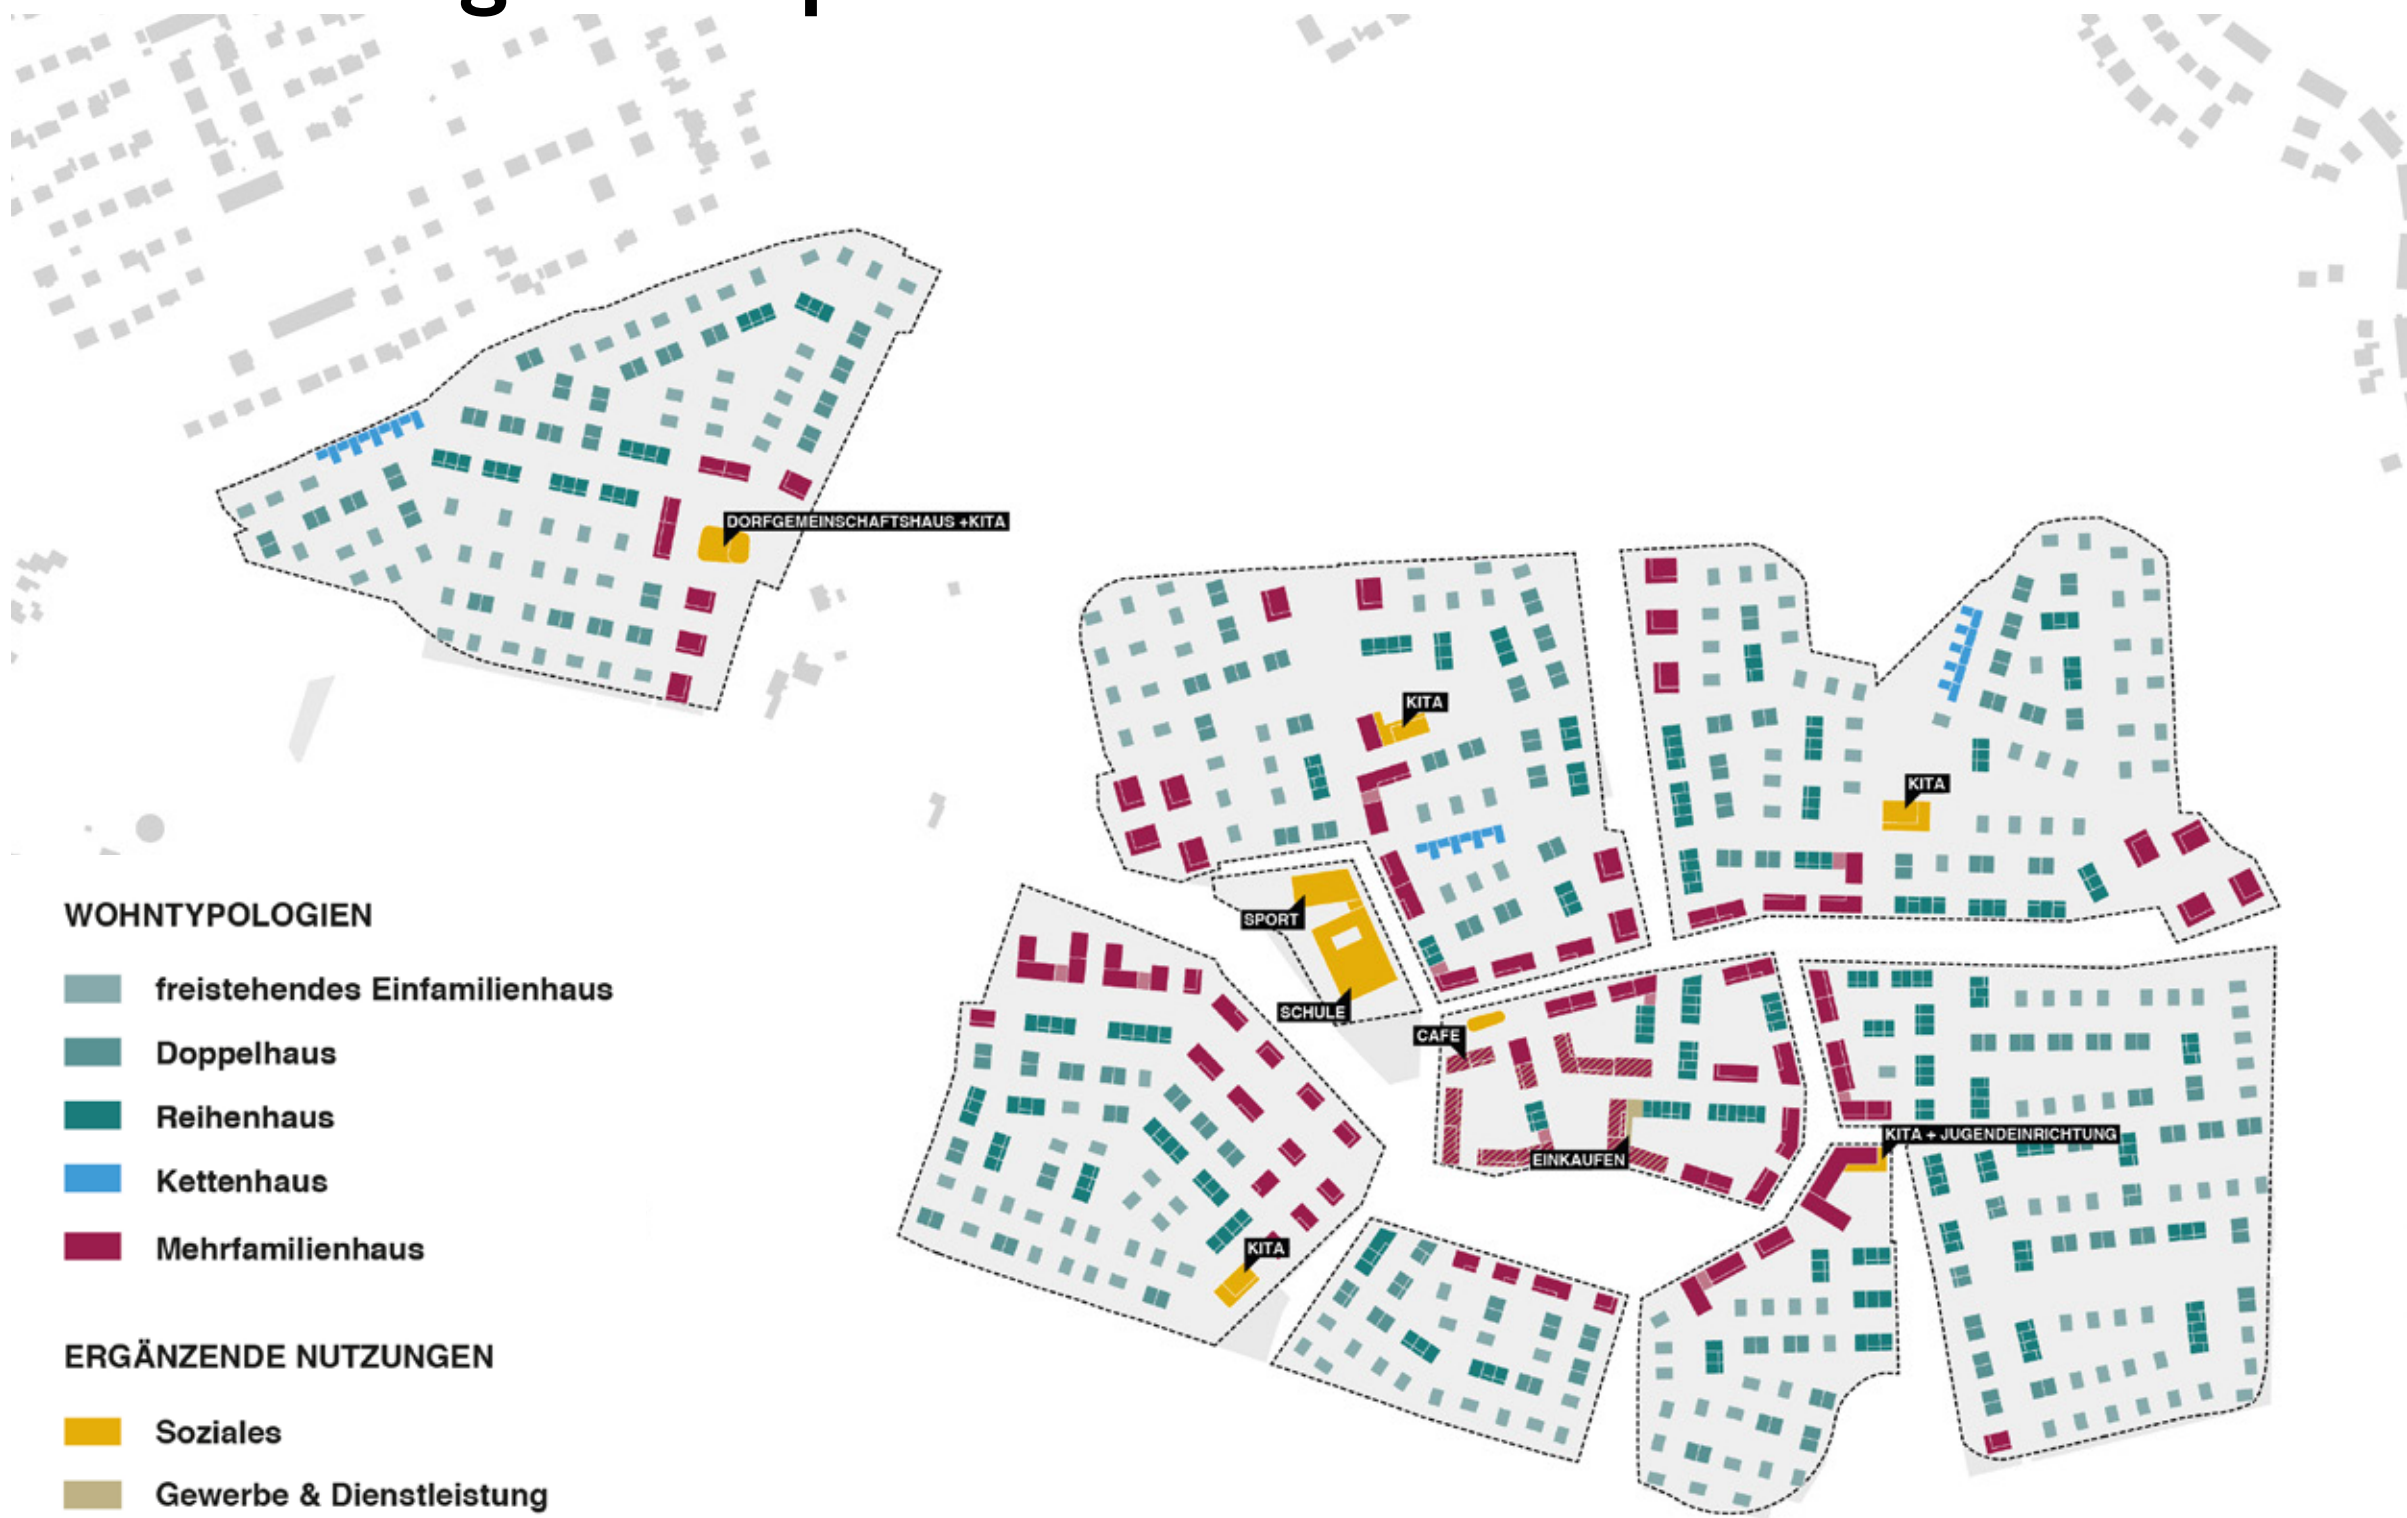 DORFGEMEINSCHAFTSHAUS +KITA
KITA
KITA
SPORT
SCHULE
CAFE
EINKAUFEN
KITA + JUGENDEINRICHTUNG
KITA
WOHNTYPOLOGIEN
freistehendes Einfamilienhaus
Doppelhaus
Reihenhaus
Kettenhaus
Mehrfamilienhaus
ERGÄNZENDE NUTZUNGEN
Soziales
Gewerbe & Dienstleistung